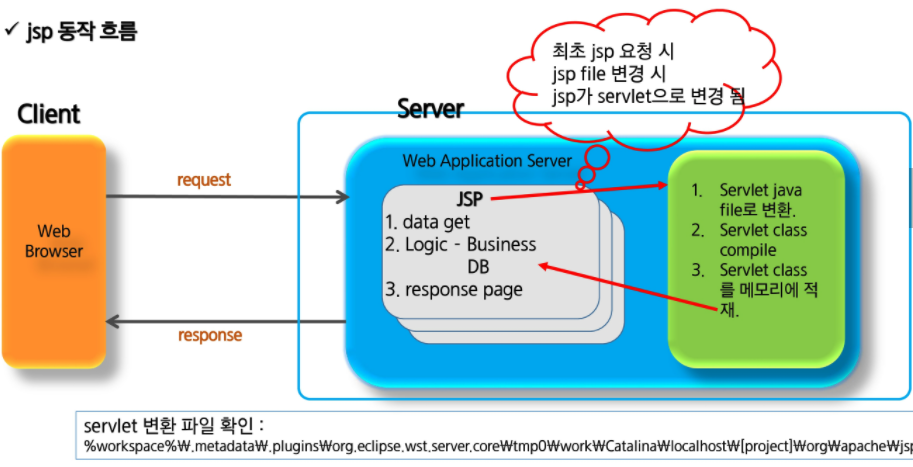 ✓ jsp 동작 흐름
최초 jsp 요청 시
jsp file 변경 시
jsp가 servlet으로 변경 됨
Client
Server
Web Application Server
request
Web
Browser
JSP
1. data get
2. Logic - Business
DB
3. response page
1. Servlet java
file로 변환.
2. Servlet class
compile
3. Servlet class
를 메모리에 적
재.
response
servlet 변환 파일 확인 :
%workspace%₩.metadata₩.plugins₩org.eclipse.wst.server.core₩tmp0₩work₩Catalina₩localhost₩[project]₩org₩apache₩jsp